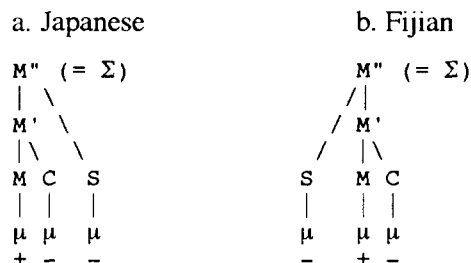 a. Japanese b. Fijian
M" (= Σ) M" (= Σ)
M' M'
M C S S M C
μ μ μ μ μ μ
+ – – – + –